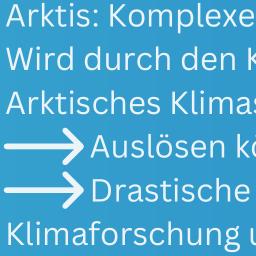 Arktis: Komplexe
Wird durch den
Arktisches Klimas
Auslösen kö
Drastische
Klimaforschung